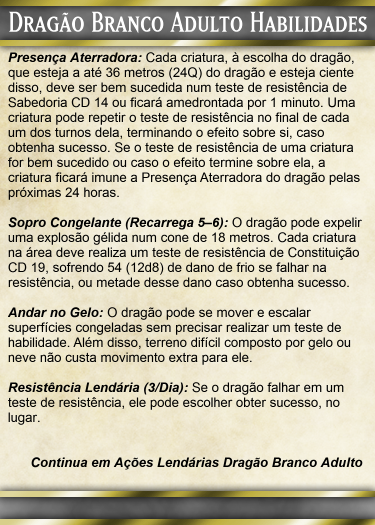 Dragão Branco Adulto Habilidades
Presença Aterradora: Cada criatura, à escolha do dragão,
que esteja a até 36 metros (24Q) do dragão e esteja ciente
disso, deve ser bem sucedida num teste de resistência de
Sabedoria CD 14 ou ficará amedrontada por 1 minuto. Uma
criatura pode repetir o teste de resistência no final de cada
um dos turnos dela, terminando o efeito sobre si, caso
obtenha sucesso. Se o teste de resistência de uma criatura
for bem sucedido ou caso o efeito termine sobre ela, a
criatura ficará imune a Presença Aterradora do dragão pelas
próximas 24 horas.
Sopro Congelante (Recarrega 5–6): O dragão pode expelir
uma explosão gélida num cone de 18 metros. Cada criatura
na área deve realiza um teste de resistência de Constituição
CD 19, sofrendo 54 (12d8) de dano de frio se falhar na
resistência, ou metade desse dano caso obtenha sucesso.
Andar no Gelo: O dragão pode se mover e escalar
superfícies congeladas sem precisar realizar um teste de
habilidade. Além disso, terreno difícil composto por gelo ou
neve não custa movimento extra para ele.
Resistência Lendária (3/Dia): Se o dragão falhar em um
teste de resistência, ele pode escolher obter sucesso, no
lugar.
Continua em Ações Lendárias Dragão Branco Adulto